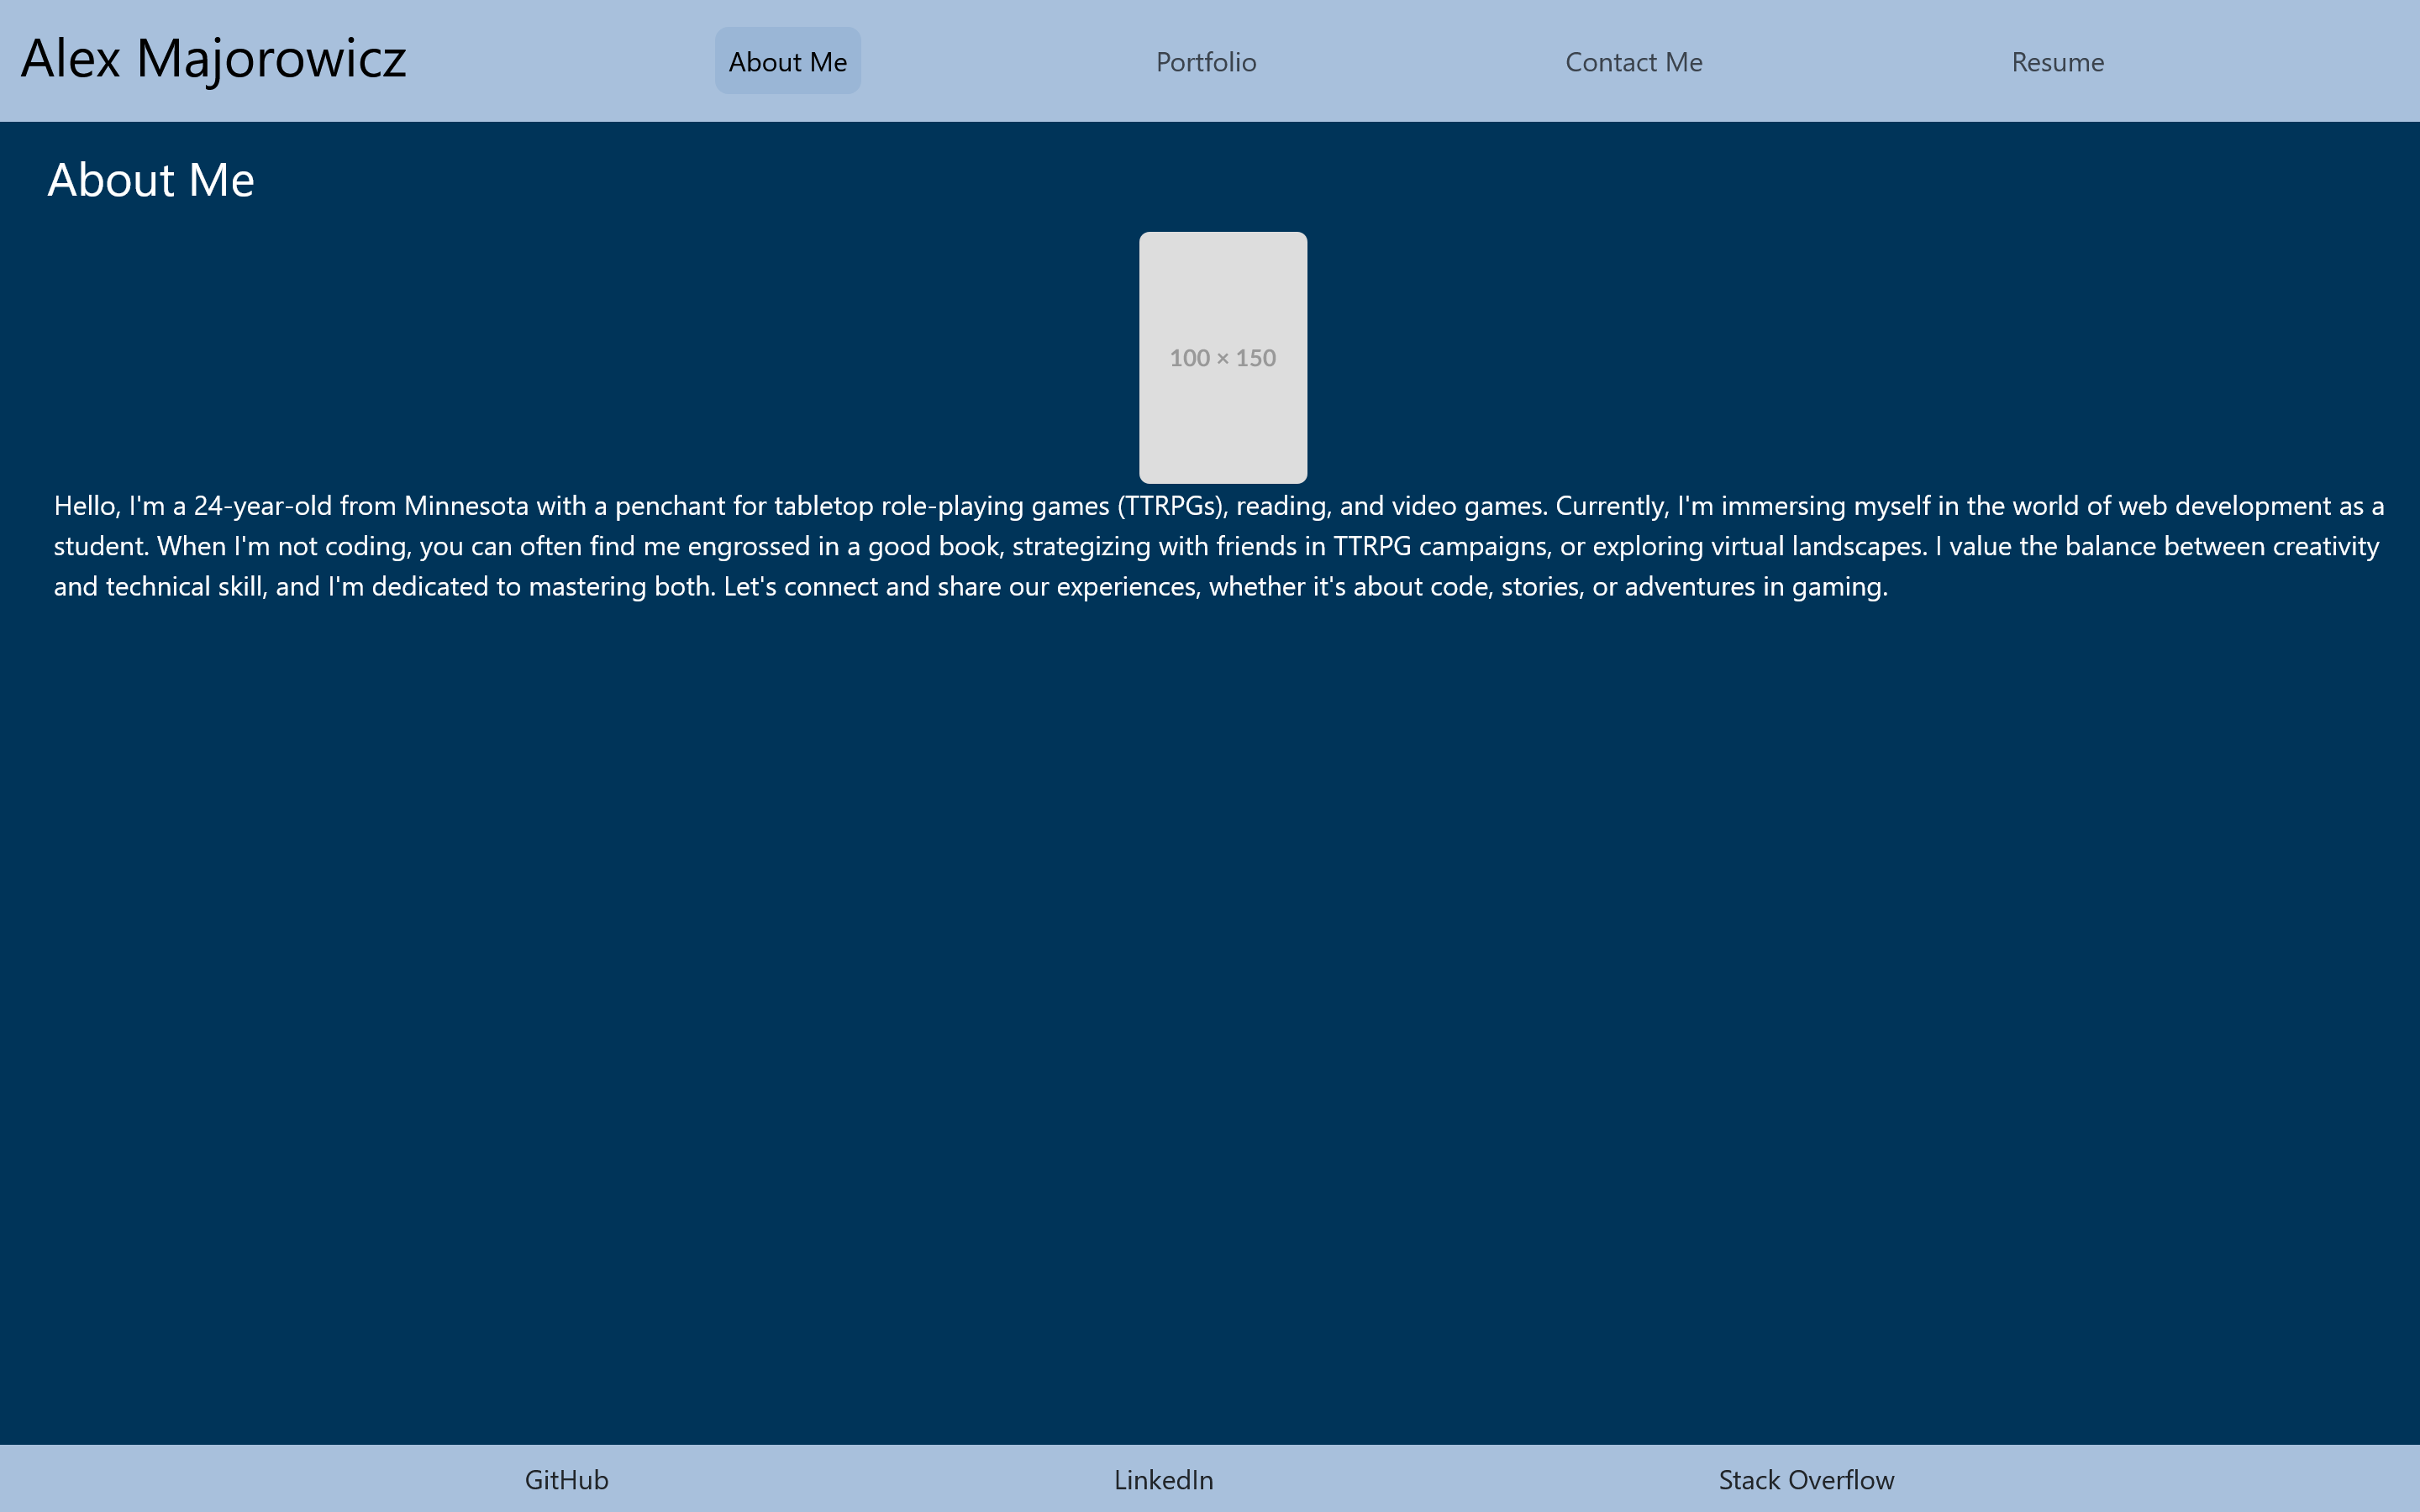 Alex Majorowicz
About Me
Portfolio
Contact Me
Resume
About Me
100 × 150
Hello, I'm a 24-year-old from Minnesota with a penchant for tabletop role-playing games (TTRPGs), reading, and video games. Currently, I'm immersing myself in the world of web development as a
student. When I'm not coding, you can often find me engrossed in a good book, strategizing with friends in TTRPG campaigns, or exploring virtual landscapes. I value the balance between creativity
and technical skill, and I'm dedicated to mastering both. Let's connect and share our experiences, whether it's about code, stories, or adventures in gaming.
GitHub
LinkedIn
Stack Overflow